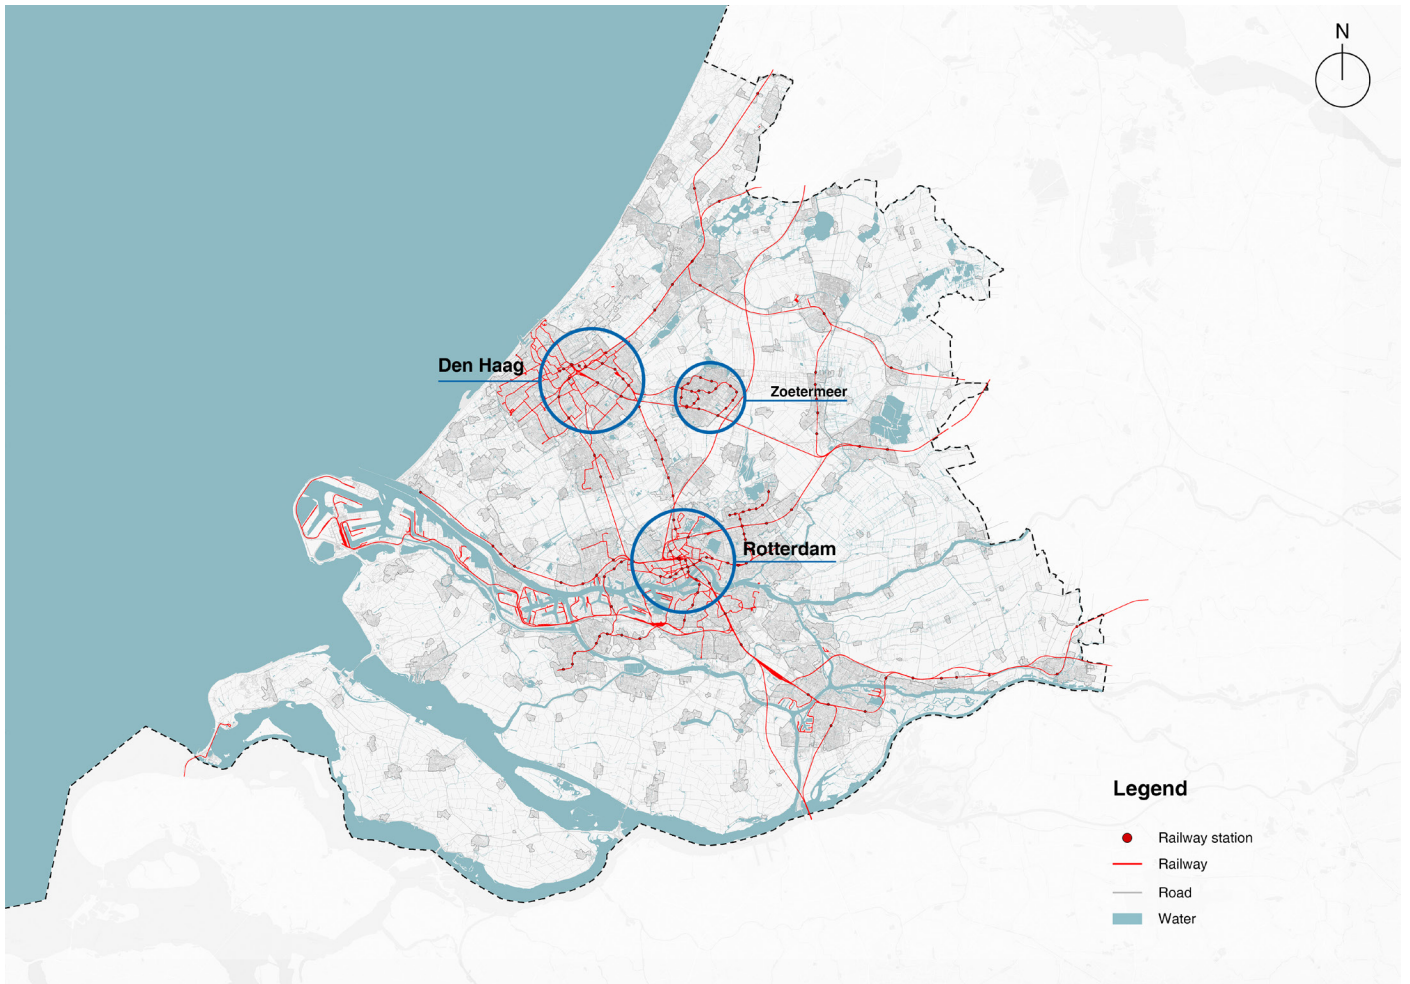 N
Den Haag
Zoetermeer
Rotterdam
Legend
Railway station
Railway
Road
Water